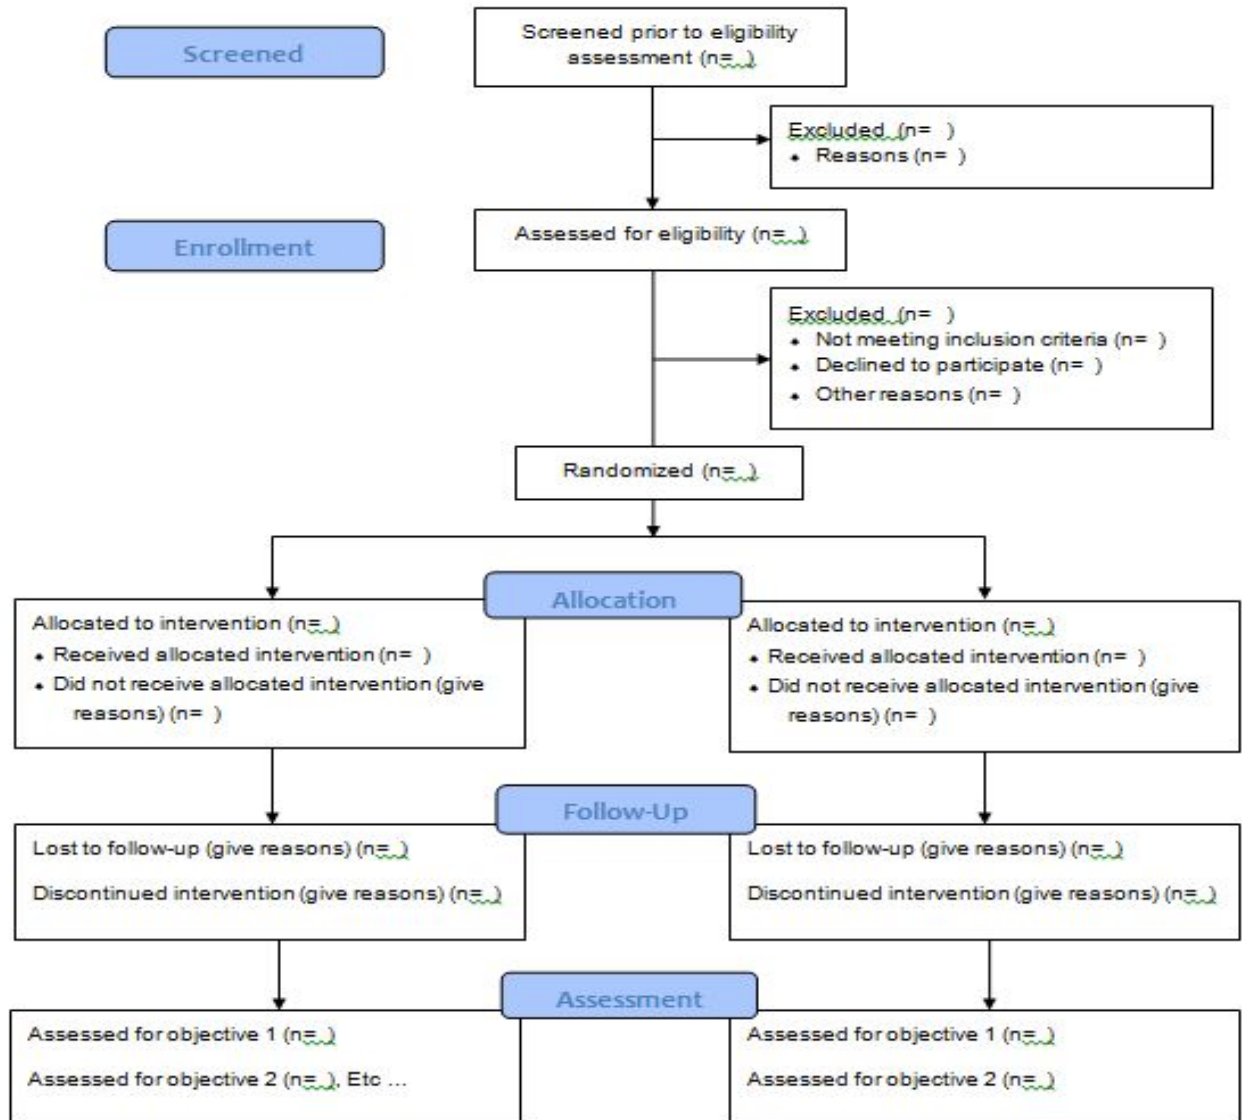 Screened
Screened prior to eligibility
assessment (n= )
Excluded (n= )
• Reasons (n= )
Enrollment
Assessed for eligibility (n= )
Excluded (n= )
• Not meeting inclusion criteria (n= )
• Declined to participate (n= )
• Other reasons (n= )
Randomized (n= )
Allocation
Allocated to intervention (n= )
• Received allocated intervention (n= )
• Did not receive allocated intervention (give
reasons) (n= )
Allocated to intervention (n= )
• Received allocated intervention (n= )
• Did not receive allocated intervention (give
reasons) (n= )
Follow-Up
Lost to follow-up (give reasons) (n= )
Discontinued intervention (give reasons) (n= )
Lost to follow-up (give reasons) (n= )
Discontinued intervention (give reasons) (n= )
Assessment
Assessed for objective 1 (n= )
Assessed for objective 2 (n= ), Etc ...
Assessed for objective 1 (n= )
Assessed for objective 2 (n= )